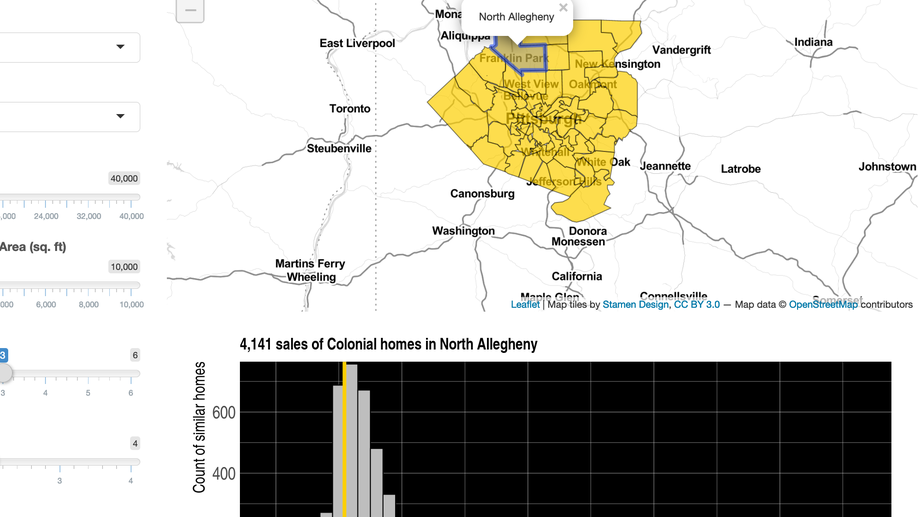 North Allegheny
×
−
Mona
Aliquippa
East Liverpool
Franklin Park
New Kensington
Vandergrift
Indiana
West View
Oakmont
Bellevue
Toronto
Pittsburgh
Steubenville
Whitehall
White Oak
Jeannette
Latrobe
Johnstown
Jefferson Hills
Canonsburg
Washington
Donora
Monessen
Martins Ferry
Wheeling
California
Maple Glen
Connellsville
Somerset
Leaflet | Map tiles by Stamen Design, CC BY 3.0 — Map data © OpenStreetMap contributors
40,000
,000 24,000 32,000 40,000
Area (sq. ft)
10,000
000 6,000 8,000 10,000
3 6
3 4 5 6
4
3 4
4,141 sales of Colonial homes in North Allegheny
Count of similar homes
600
400